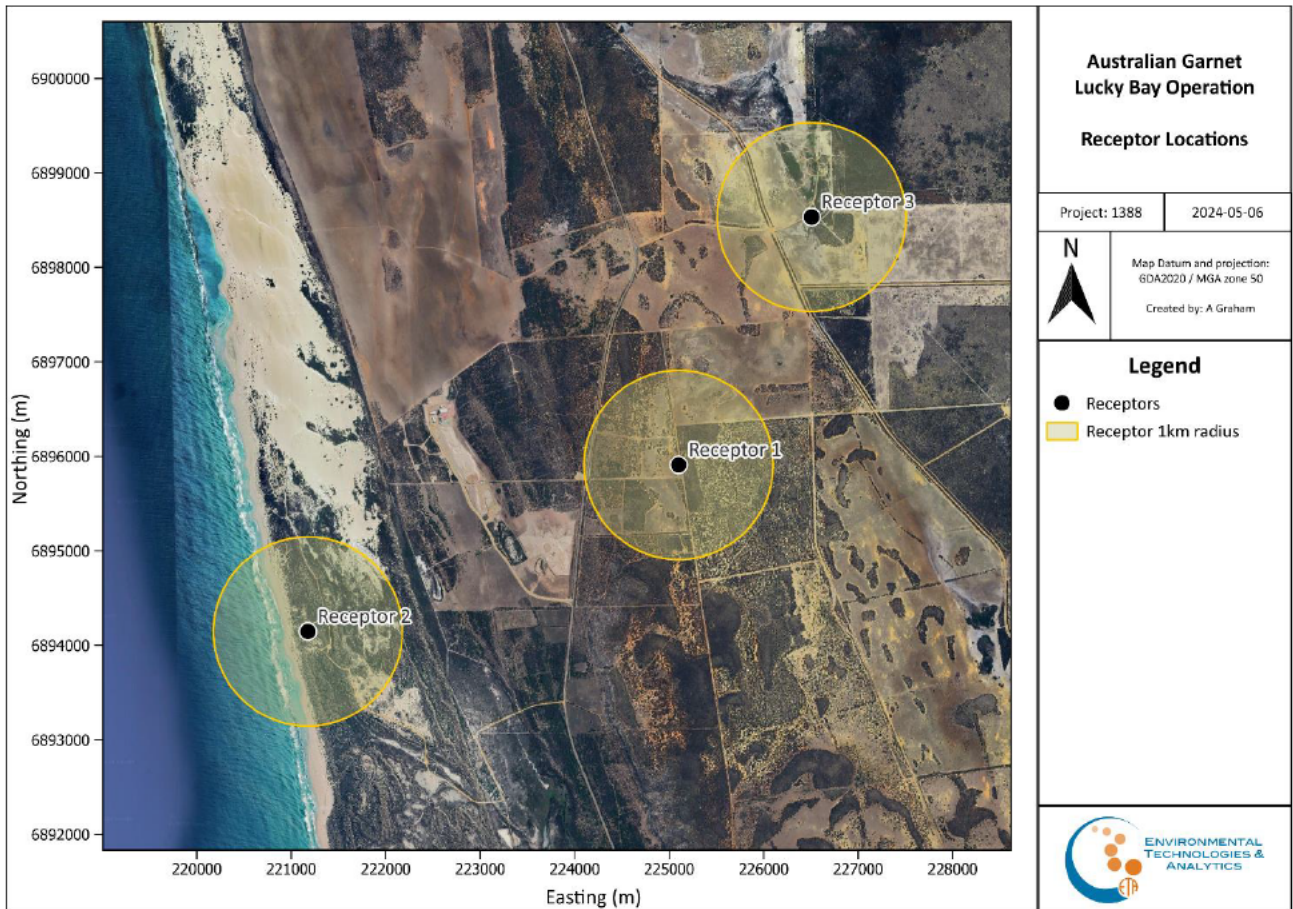 6900000
6899000
6898000
6897000
6896000
6895000
6894000
6893000
6892000
Northing (m)
220000
221000
222000
223000
224000
225000
226000
227000
228000
Easting (m)
Receptor 3
Receptor 1
Receptor 2
Australian Garnet
Lucky Bay Operation
Receptor Locations
Project: 1388
2024-05-06
N
Map Datum and projection:
GDA2020 / MGA zone 50
Created by: A Graham
Legend
Receptors
Receptor 1km radius
ENVIRONMENTAL
TECHNOLOGIES &
ANALYTICS
ETA